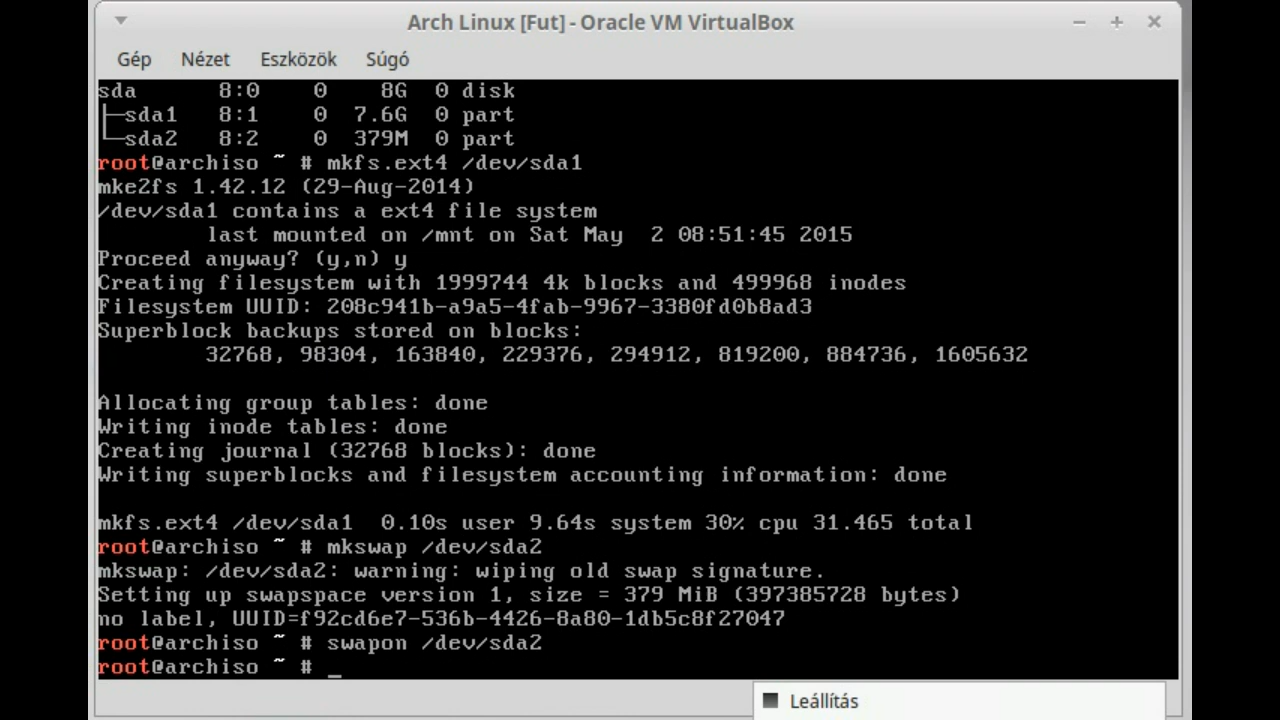 Arch Linux [Fut] - Oracle VM VirtualBox
Gép Nézet Eszközök Súgó
sda 8:0 0 8G 0 disk
├─sda1 8:1 0 7.6G 0 part
└─sda2 8:2 0 379M 0 part
root@archiso ~ # mkfs.ext4 /dev/sda1
mke2fs 1.42.12 (29-Aug-2014)
/dev/sda1 contains a ext4 file system
last mounted on /mnt on Sat May  2 08:51:45 2015
Proceed anyway? (y,n) y
Creating filesystem with 1999744 4k blocks and 499968 inodes
Filesystem UUID: 208c941b-a9a5-4fab-9967-3380fd0b8ad3
Superblock backups stored on blocks:
32768, 98304, 163840, 229376, 294912, 819200, 884736, 1605632
Allocating group tables: done
Writing inode tables: done
Creating journal (32768 blocks): done
Writing superblocks and filesystem accounting information: done
mkfs.ext4 /dev/sda1  0.10s user 9.64s system 30% cpu 31.465 total
root@archiso ~ # mkswap /dev/sda2
mkswap: /dev/sda2: warning: wiping old swap signature.
Setting up swapspace version 1, size = 379 MiB (397385728 bytes)
no label, UUID=f92cd6e7-536b-4426-8a80-1db5c8f27047
root@archiso ~ # swapon /dev/sda2
root@archiso ~ # _
Leállítás